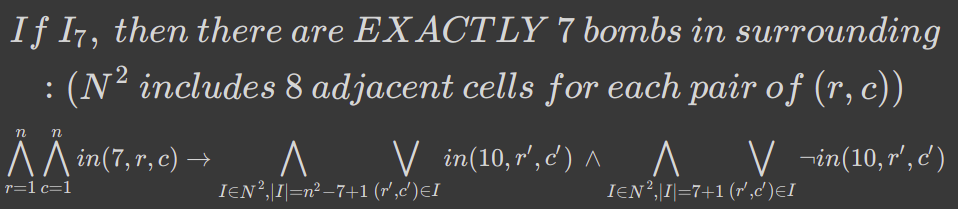 If I₇, then there are EXACTLY 7 bombs in surrounding
: (N² includes 8 adjacent cells for each pair of (r, c))
⋀_{r=1}^{n} ⋀_{c=1}^{n} in(7, r, c) → ⋀_{I∈N²,|I|=n²−7+1} ⋁_{(r′,c′)∈I} in(10, r′, c′) ∧ ⋀_{I∈N²,|I|=7+1} ⋁_{(r′,c′)∈I} ¬in(10, r′, c′)